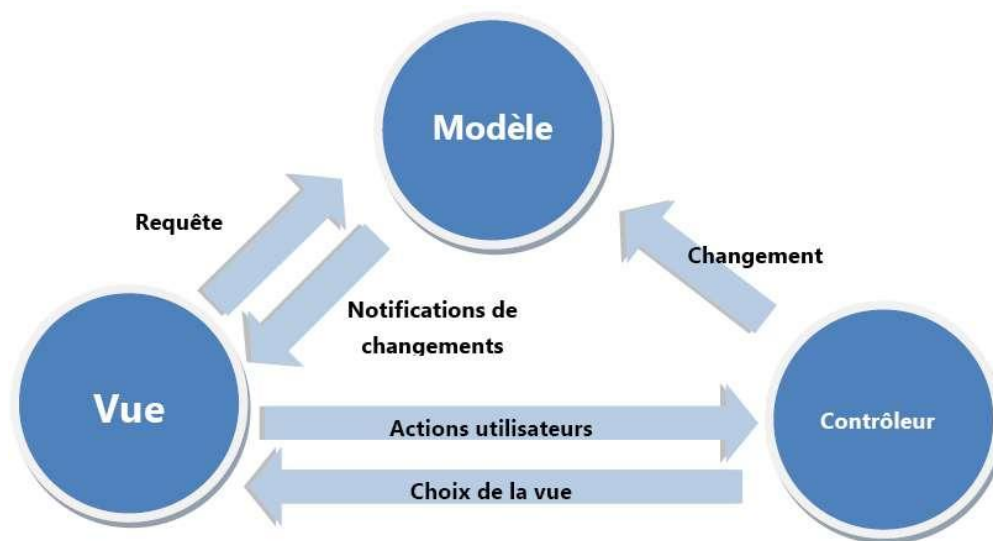 Modèle
Requête
Changement
Notifications de
changements
Vue
Actions utilisateurs
Contrôleur
Choix de la vue